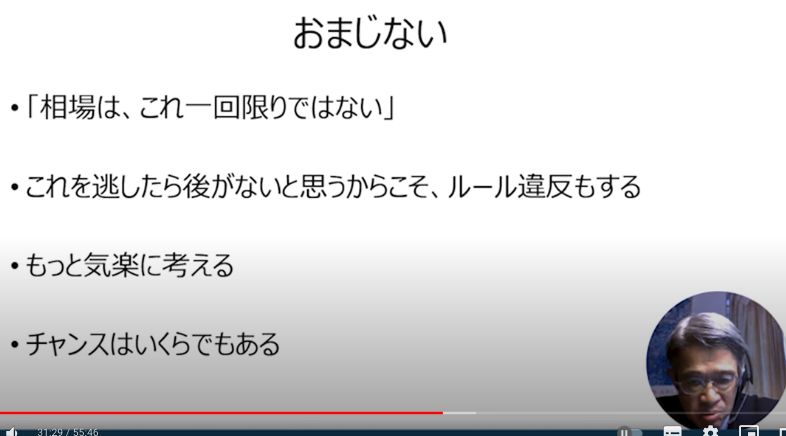 おまじない
•「相場は、これ一回限りではない」
•これを逃したら後がないと思うからこそ、ルール違反もする
•もっと気楽に考える
•チャンスはいくらでもある
31:29 / 55:46